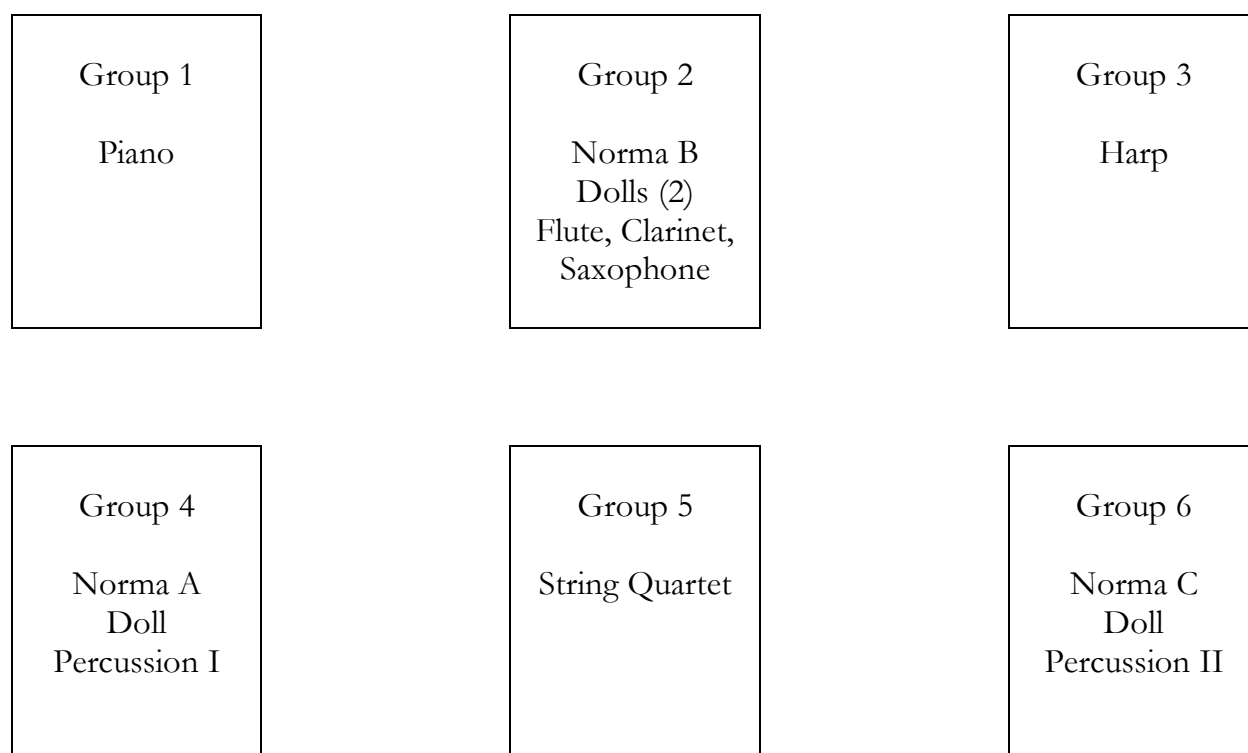 Group 1
Piano
Group 2
Norma B
Dolls (2)
Flute, Clarinet,
Saxophone
Group 3
Harp
Group 4
Norma A
Doll
Percussion I
Group 5
String Quartet
Group 6
Norma C
Doll
Percussion II